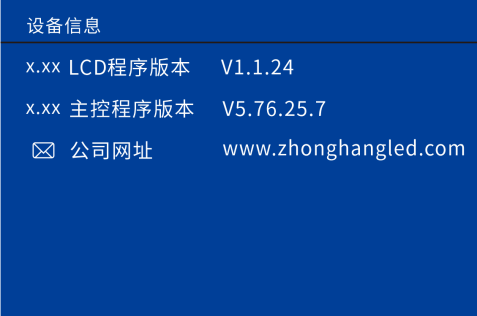 设备信息
x.xx LCD程序版本 V1.1.24
x.xx 主控程序版本 V5.76.25.7
公司网址 www.zhonghangled.com